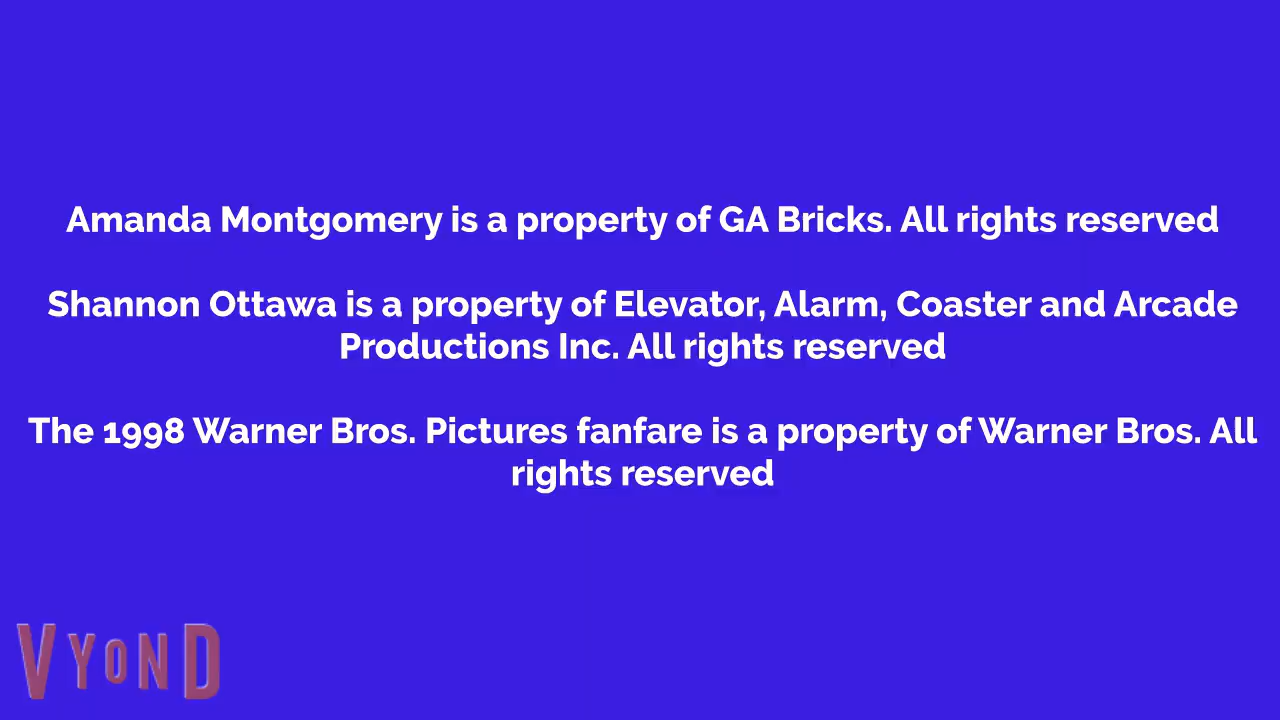 Amanda Montgomery is a property of GA Bricks. All rights reserved
Shannon Ottawa is a property of Elevator, Alarm, Coaster and Arcade
Productions Inc. All rights reserved
The 1998 Warner Bros. Pictures fanfare is a property of Warner Bros. All
rights reserved
VYOND